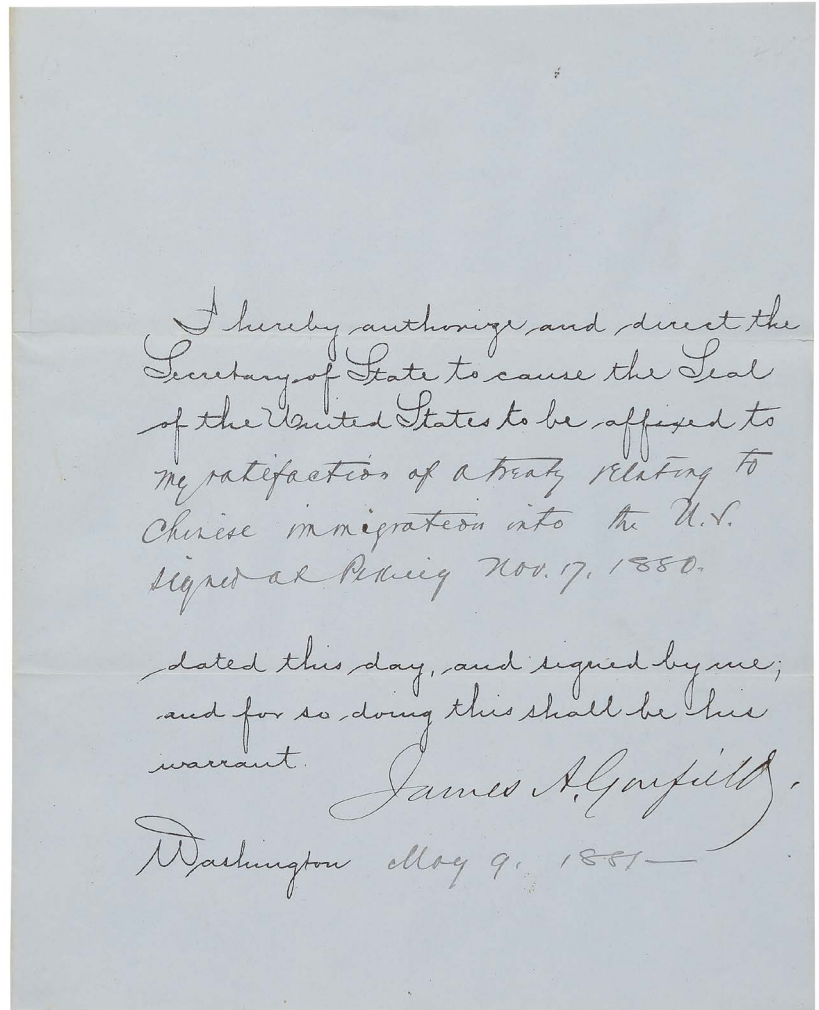 I hereby authorize and direct the
Secretary of State to cause the Seal
of the United States to be affixed to
my ratifaction of a treaty relating to
Chinese immigration into the U.S.
signed at Peking Nov. 17, 1880.
dated this day, and signed by me;
and for so doing this shall be his
warrant.
James A. Garfield.
Washington May 9, 1881—